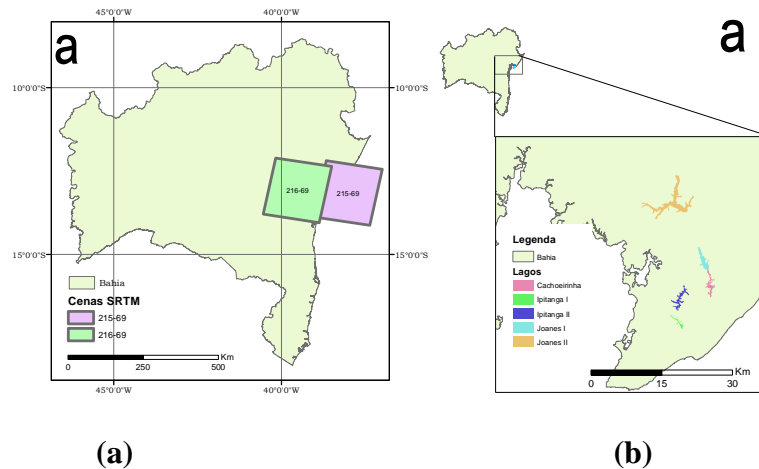 a
45°0'0"S
40°0'0"S
10°0'0"S
10°0'0"S
15°0'0"S
15°0'0"S
216-69
215-69
Bahia
Cenas SRTM
215-69
216-69
0 250 500 Km
45°0'0"S
40°0'0"S
(a)
a
Legenda
Bahia
Lagos
Cachoeirinha
Ipitanga I
Ipitanga II
Joanes I
Joanes II
Km
0 15 30
(b)